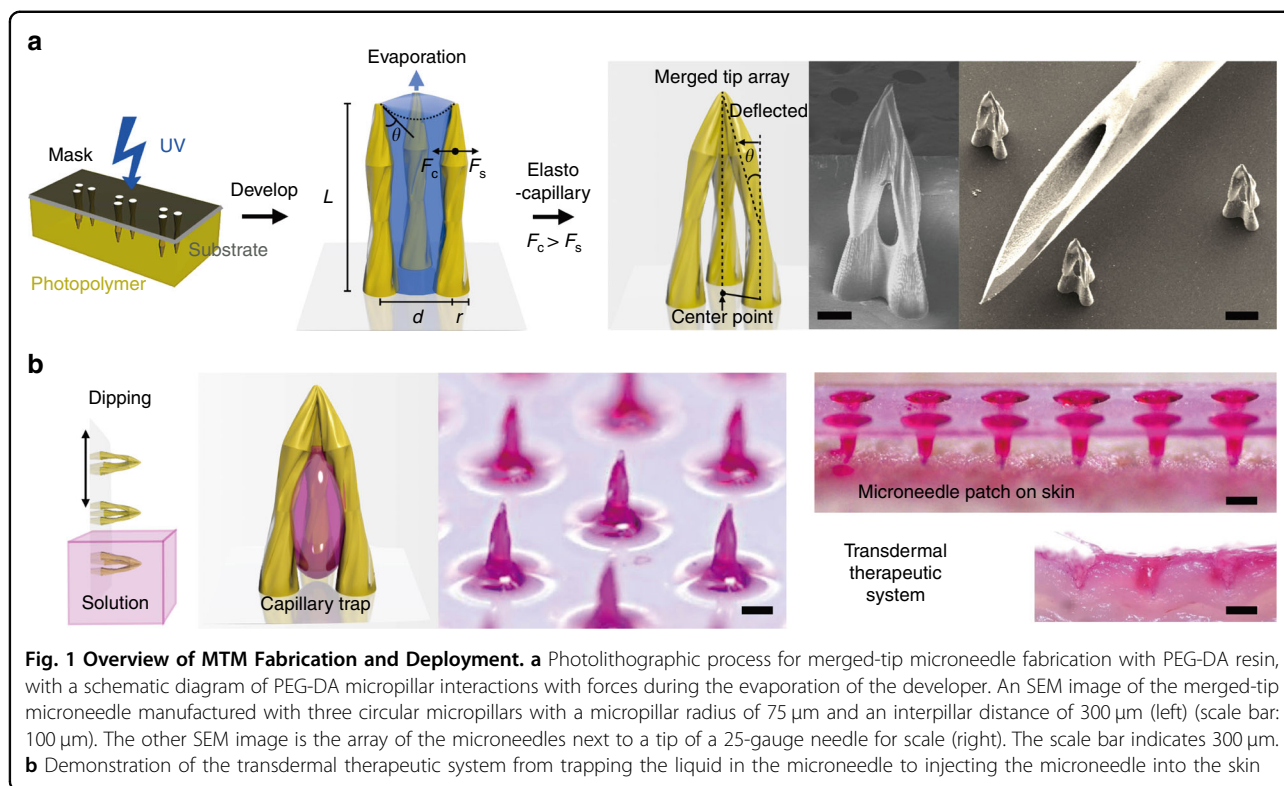 a
Evaporation
Mask
UV
L
θ
F_c
F_s
Develop
Substrate
Photopolymer
d
r
Elasto
-capillary
F_c > F_s
Merged tip array
Deflected
θ
Center point
b
Dipping
Solution
Capillary trap
Microneedle patch on skin
Transdermal
therapeutic
system
Fig. 1 Overview of MTM Fabrication and Deployment. a Photolithographic process for merged-tip microneedle fabrication with PEG-DA resin,
with a schematic diagram of PEG-DA micropillar interactions with forces during the evaporation of the developer. An SEM image of the merged-tip
microneedle manufactured with three circular micropillars with a micropillar radius of 75 μm and an interpillar distance of 300 μm (left) (scale bar:
100 μm). The other SEM image is the array of the microneedles next to a tip of a 25-gauge needle for scale (right). The scale bar indicates 300 μm.
b Demonstration of the transdermal therapeutic system from trapping the liquid in the microneedle to injecting the microneedle into the skin